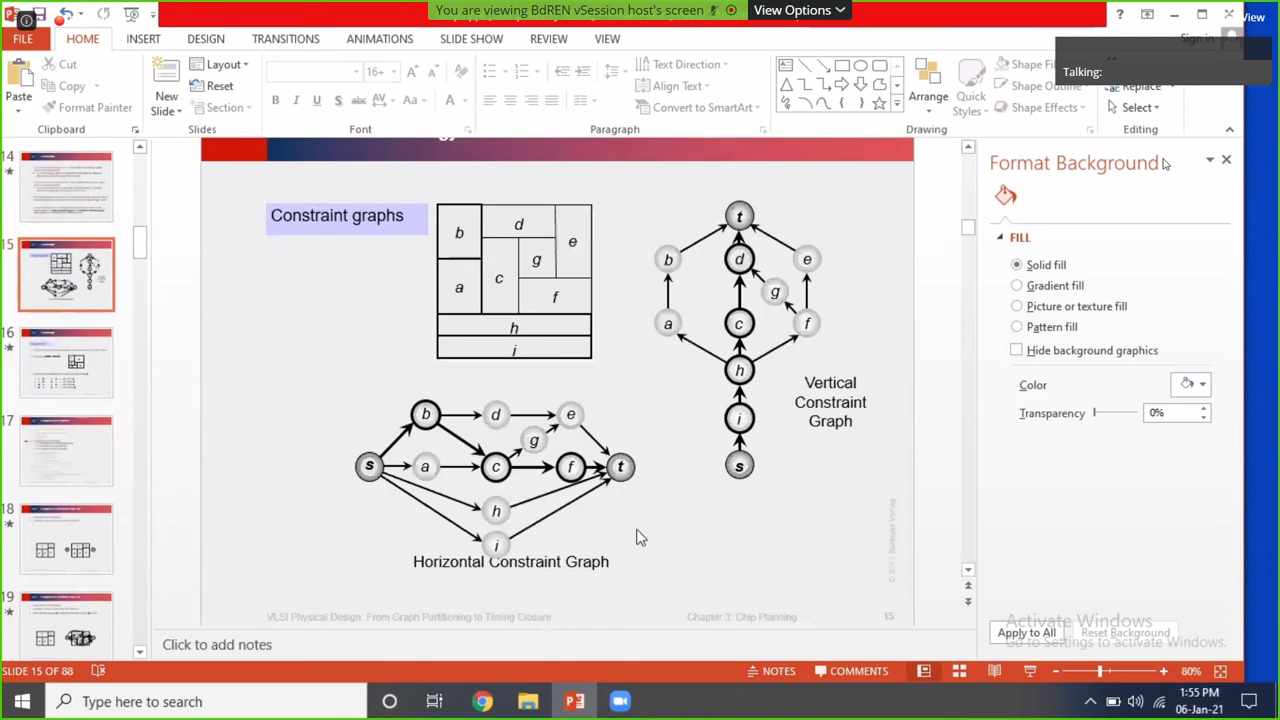 You are viewing BdREN vSession host's screen
View Options
View
FILE
HOME
INSERT
DESIGN
TRANSITIONS
ANIMATIONS
SLIDE SHOW
REVIEW
VIEW
Sign in
Talking:
Paste
Cut
Copy
Format Painter
Clipboard
New
Slide
Layout
Reset
Section
Slides
16+
B I U S abc AV Aa A
Font
Text Direction
Align Text
Convert to SmartArt
Paragraph
Arrange
Quick
Styles
Shape Fill
Shape Outline
Shape Effects
Drawing
Replace
Select
Editing
14
15
16
18
19
Constraint graphs
b
d
e
g
c
a
f
h
i
t
b
d
e
g
a
c
f
h
i
s
Vertical
Constraint
Graph
b
d
e
g
s
a
c
f
t
h
i
Horizontal Constraint Graph
VLSI Physical Design: From Graph Partitioning to Timing Closure
Chapter 3: Chip Planning
15
Format Background
FILL
Solid fill
Gradient fill
Picture or texture fill
Pattern fill
Hide background graphics
Color
Transparency
0%
Apply to All
Reset Background
Activate Windows
Go to Settings to activate Windows.
Click to add notes
SLIDE 15 OF 88
NOTES
COMMENTS
80%
Type here to search
1:55 PM
06-Jan-21